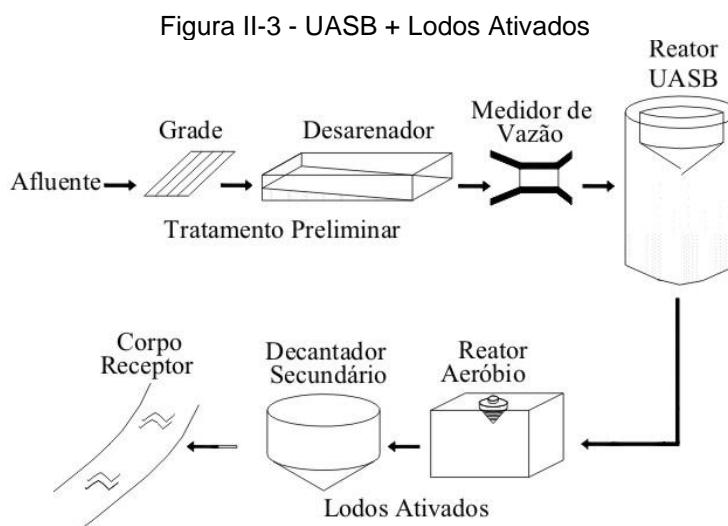 Figura II-3 - UASB + Lodos Ativados
Reator
UASB
Medidor de
Vazão
Grade
Desarenador
Afluente
Tratamento Preliminar
Corpo
Receptor
Decantador
Secundário
Reator
Aeróbio
Lodos Ativados